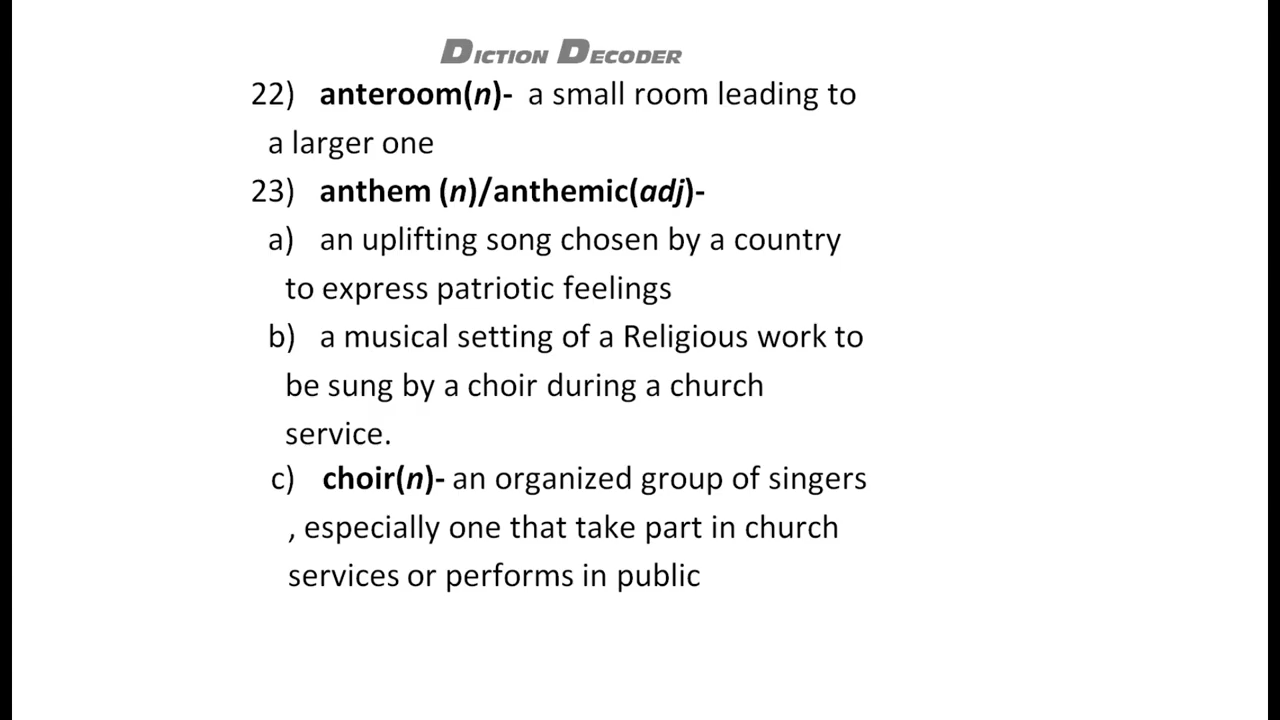 DICTION DECODER
22) anteroom(n)- a small room leading to
a larger one
23) anthem (n)/anthemic(adj)-
a) an uplifting song chosen by a country
to express patriotic feelings
b) a musical setting of a Religious work to
be sung by a choir during a church
service.
c) choir(n)- an organized group of singers
, especially one that take part in church
services or performs in public